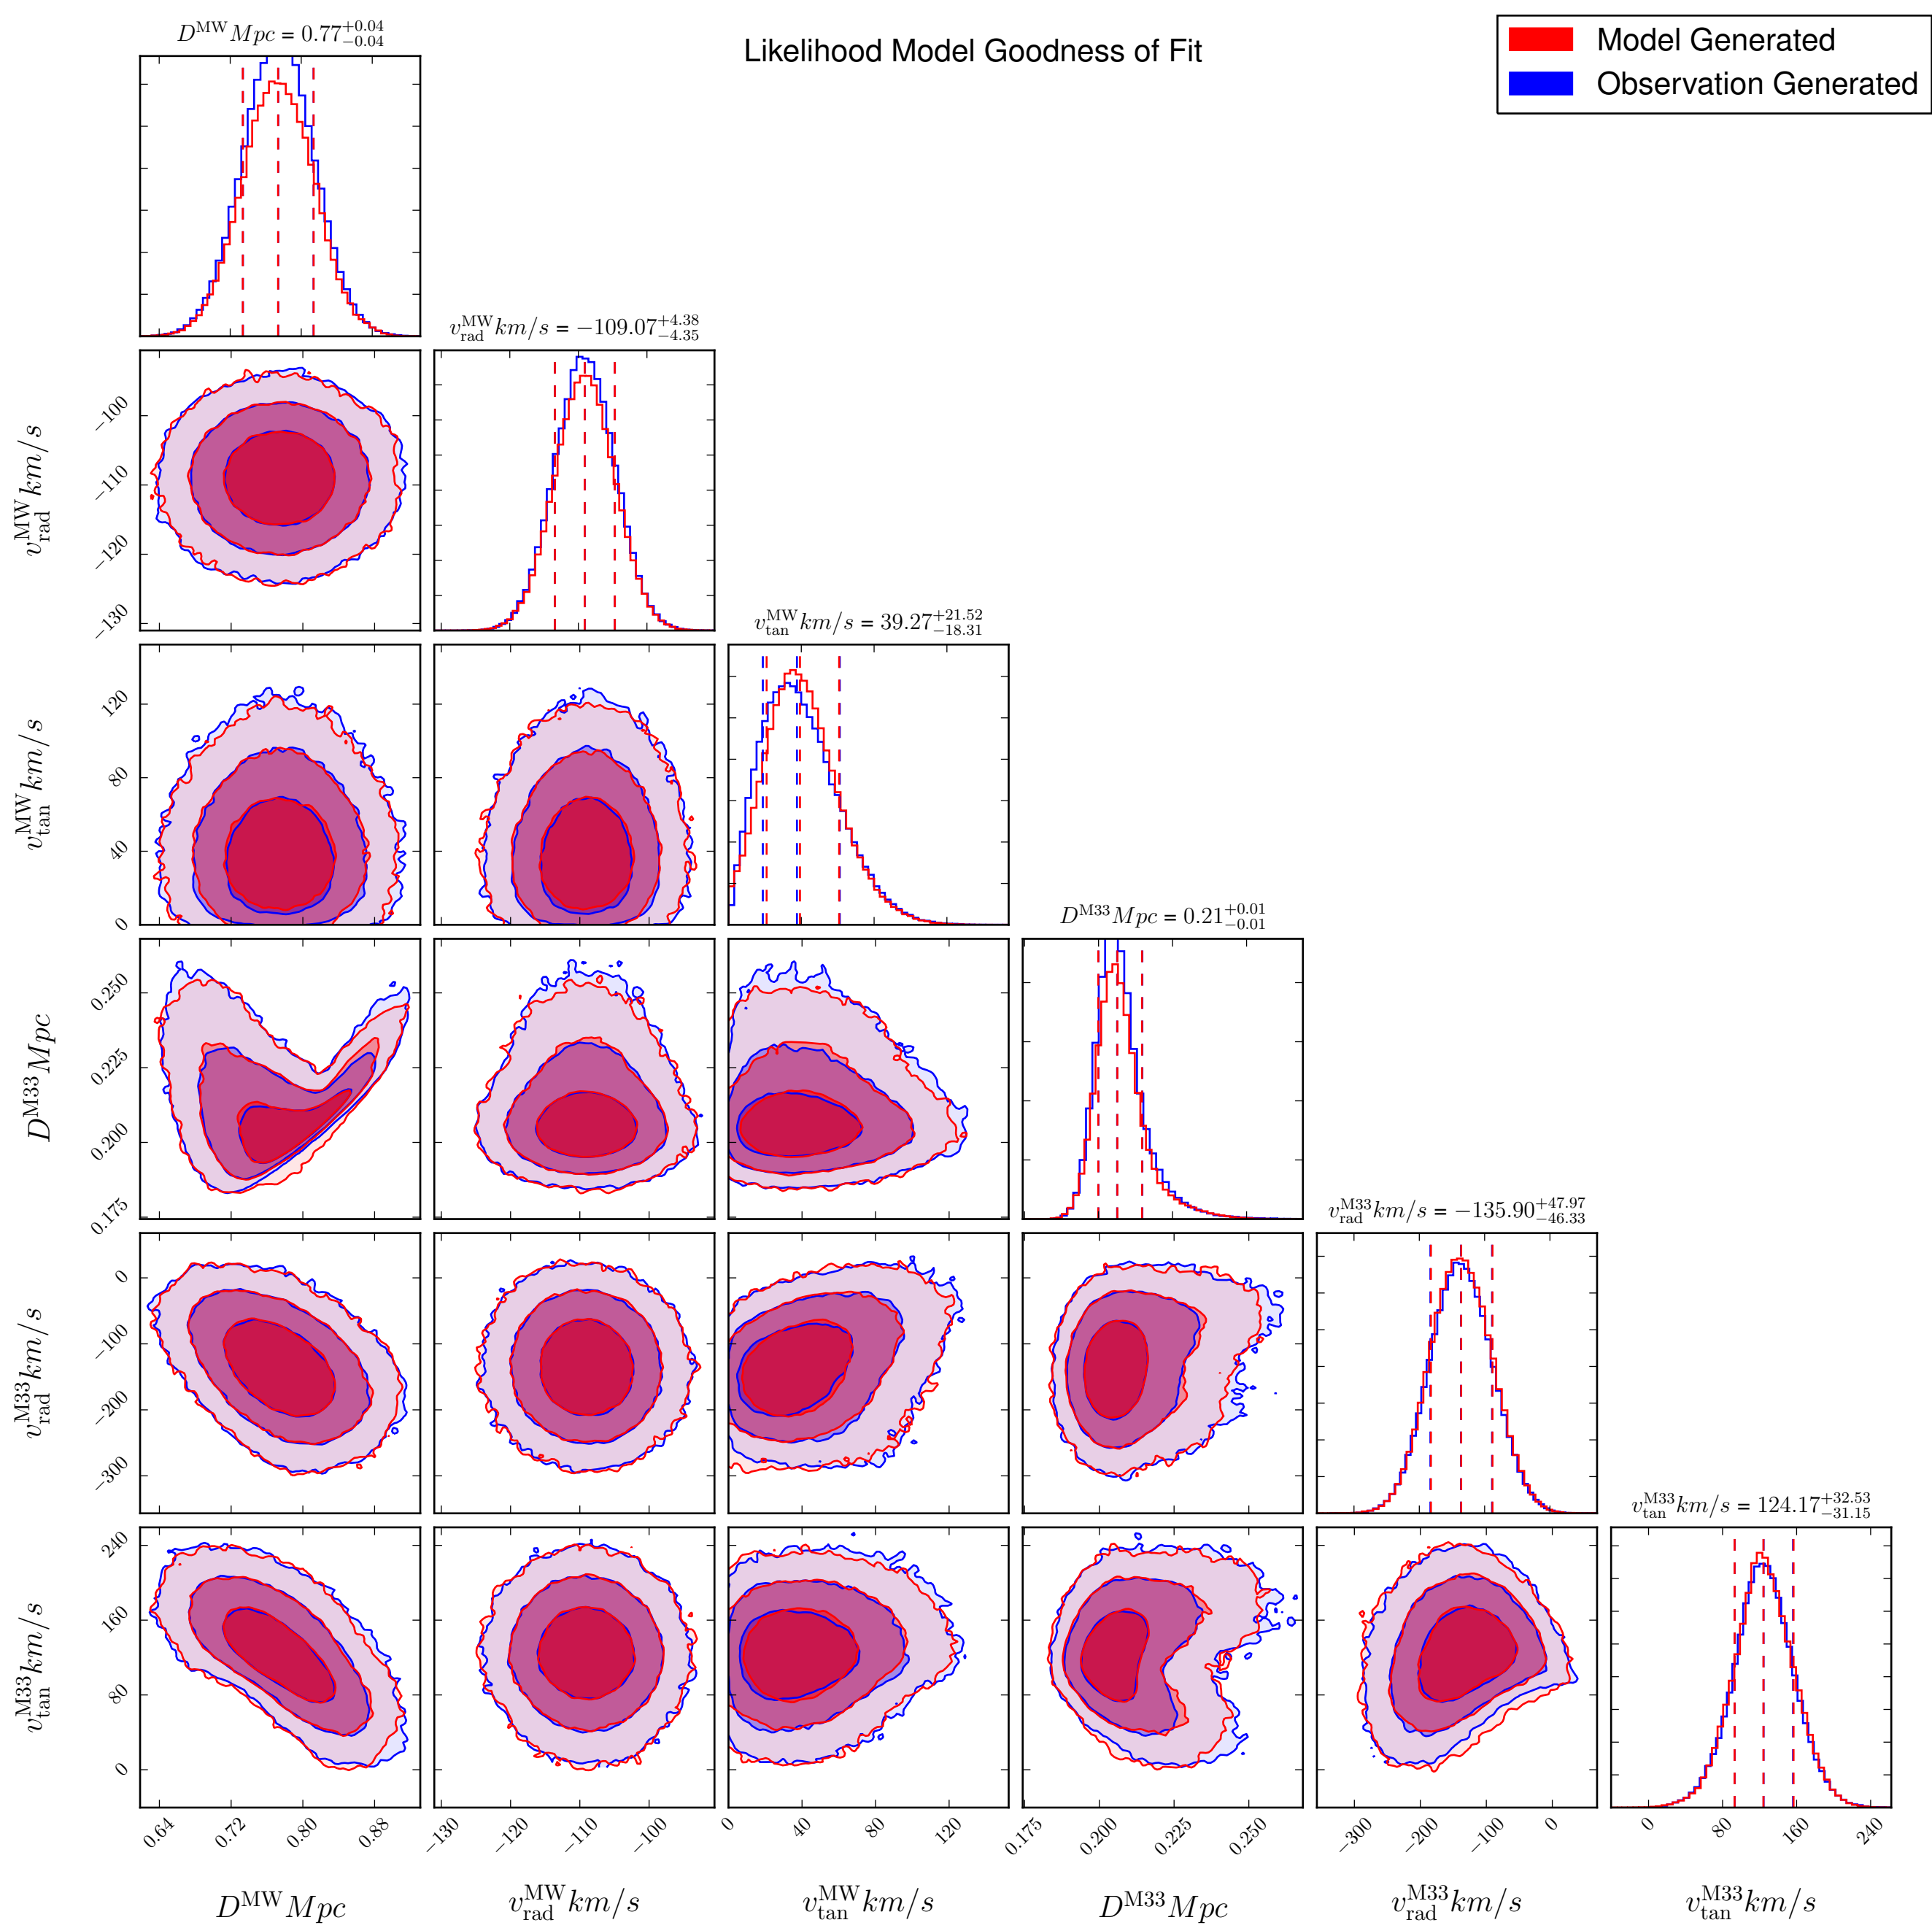 Likelihood Model Goodness of Fit
Model Generated
Observation Generated
D^MW Mpc = 0.77^+0.04_−0.04
v^MW_rad km/s = −109.07^+4.38_−4.35
v^MW_rad km/s
−100
−110
−120
−130
v^MW_tan km/s = 39.27^+21.52_−18.31
v^MW_tan km/s
120
80
40
0
D^M33 Mpc = 0.21^+0.01_−0.01
D^M33 Mpc
0.250
0.225
0.200
0.175
v^M33_rad km/s = −135.90^+47.97_−46.33
v^M33_rad km/s
0
−100
−200
−300
v^M33_tan km/s = 124.17^+32.53_−31.15
v^M33_tan km/s
240
160
80
0
0.64 0.72 0.80 0.88
−130 −120 −110 −100
0 40 80 120
0.175 0.200 0.225 0.250
−300 −200 −100 0
0 80 160 240
D^MW Mpc
v^MW_rad km/s
v^MW_tan km/s
D^M33 Mpc
v^M33_rad km/s
v^M33_tan km/s